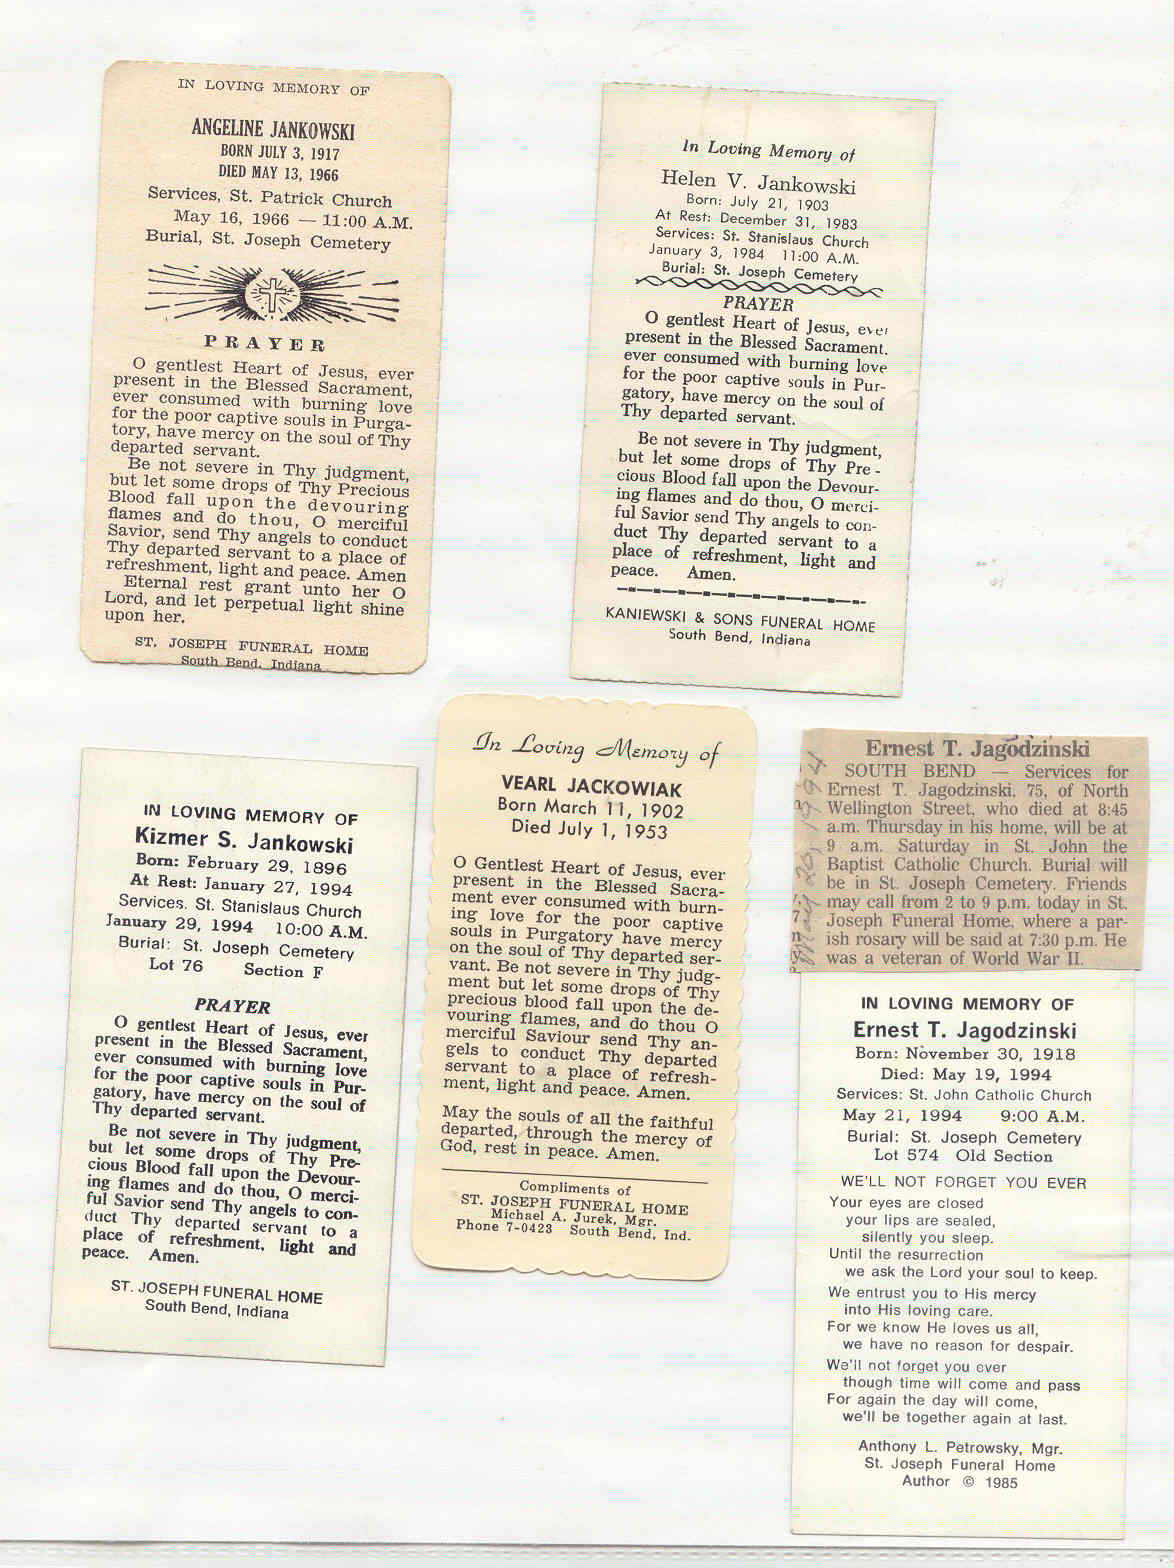 IN LOVING MEMORY OF
ANGELINE JANKOWSKI
BORN JULY 3, 1917
DIED MAY 13, 1966
Services, St. Patrick Church
May 16, 1966 — 11:00 A.M.
Burial, St. Joseph Cemetery
PRAYER
O gentlest Heart of Jesus, ever
present in the Blessed Sacrament,
ever consumed with burning love
for the poor captive souls in Purga-
tory, have mercy on the soul of Thy
departed servant.
Be not severe in Thy judgment,
but let some drops of Thy Precious
Blood fall upon the devouring
flames and do thou, O merciful
Savior, send Thy angels to conduct
Thy departed servant to a place of
refreshment, light and peace. Amen
Eternal rest grant unto her O
Lord, and let perpetual light shine
upon her.
ST. JOSEPH FUNERAL HOME
South Bend, Indiana
In Loving Memory of
Helen V. Jankowski
Born: July 21, 1903
At Rest: December 31, 1983
Services: St. Stanislaus Church
January 3, 1984 11:00 A.M.
Burial: St. Joseph Cemetery
PRAYER
O gentlest Heart of Jesus, ever
present in the Blessed Sacrament.
ever consumed with burning love
for the poor captive souls in Pur-
gatory, have mercy on the soul of
Thy departed servant.
Be not severe in Thy judgment,
but let some drops of Thy Pre-
cious Blood fall upon the Devour-
ing flames and do thou, O merci-
ful Savior send Thy angels to con-
duct Thy departed servant to a
place of refreshment, light and
peace. Amen.
KANIEWSKI & SONS FUNERAL HOME
South Bend, Indiana
IN LOVING MEMORY OF
Kizmer S. Jankowski
Born: February 29, 1896
At Rest: January 27, 1994
Services. St. Stanislaus Church
January 29, 1994 10:00 A.M.
Burial: St. Joseph Cemetery
Lot 76 Section F
PRAYER
O gentlest Heart of Jesus, ever
present in the Blessed Sacrament,
ever consumed with burning love
for the poor captive souls in Pur-
gatory, have mercy on the soul of
Thy departed servant.
Be not severe in Thy judgment,
but let some drops of Thy Pre-
cious Blood fall upon the Devour-
ing flames and do thou, O merci-
ful Savior send Thy angels to con-
duct Thy departed servant to a
place of refreshment, light and
peace. Amen.
ST. JOSEPH FUNERAL HOME
South Bend, Indiana
In Loving Memory of
VEARL JACKOWIAK
Born March 11, 1902
Died July 1, 1953
O Gentlest Heart of Jesus, ever
present in the Blessed Sacra-
ment ever consumed with burn-
ing love for the poor captive
souls in Purgatory have mercy
on the soul of Thy departed ser-
vant. Be not severe in Thy judg-
ment but let some drops of Thy
precious blood fall upon the de-
vouring flames, and do thou O
merciful Saviour send Thy an-
gels to conduct Thy departed
servant to a place of refresh-
ment, light and peace. Amen.
May the souls of all the faithful
departed, through the mercy of
God, rest in peace. Amen.
Compliments of
ST. JOSEPH FUNERAL HOME
Michael A. Jurek, Mgr.
Phone 7-0423 South Bend, Ind.
May 20, 1994
Ernest T. Jagodzinski
SOUTH BEND — Services for
Ernest T. Jagodzinski, 75, of North
Wellington Street, who died at 8:45
a.m. Thursday in his home, will be at
9 a.m. Saturday in St. John the
Baptist Catholic Church. Burial will
be in St. Joseph Cemetery. Friends
may call from 2 to 9 p.m. today in St.
Joseph Funeral Home, where a par-
ish rosary will be said at 7:30 p.m. He
was a veteran of World War II.
IN LOVING MEMORY OF
Ernest T. Jagodzinski
Born: November 30, 1918
Died: May 19, 1994
Services: St. John Catholic Church
May 21, 1994 9:00 A.M.
Burial: St. Joseph Cemetery
Lot 574 Old Section
WE'LL NOT FORGET YOU EVER
Your eyes are closed
your lips are sealed,
silently you sleep.
Until the resurrection
we ask the Lord your soul to keep.
We entrust you to His mercy
into His loving care.
For we know He loves us all,
we have no reason for despair.
We'll not forget you ever
though time will come and pass
For again the day will come,
we'll be together again at last.
Anthony L. Petrowsky, Mgr.
St. Joseph Funeral Home
Author © 1985